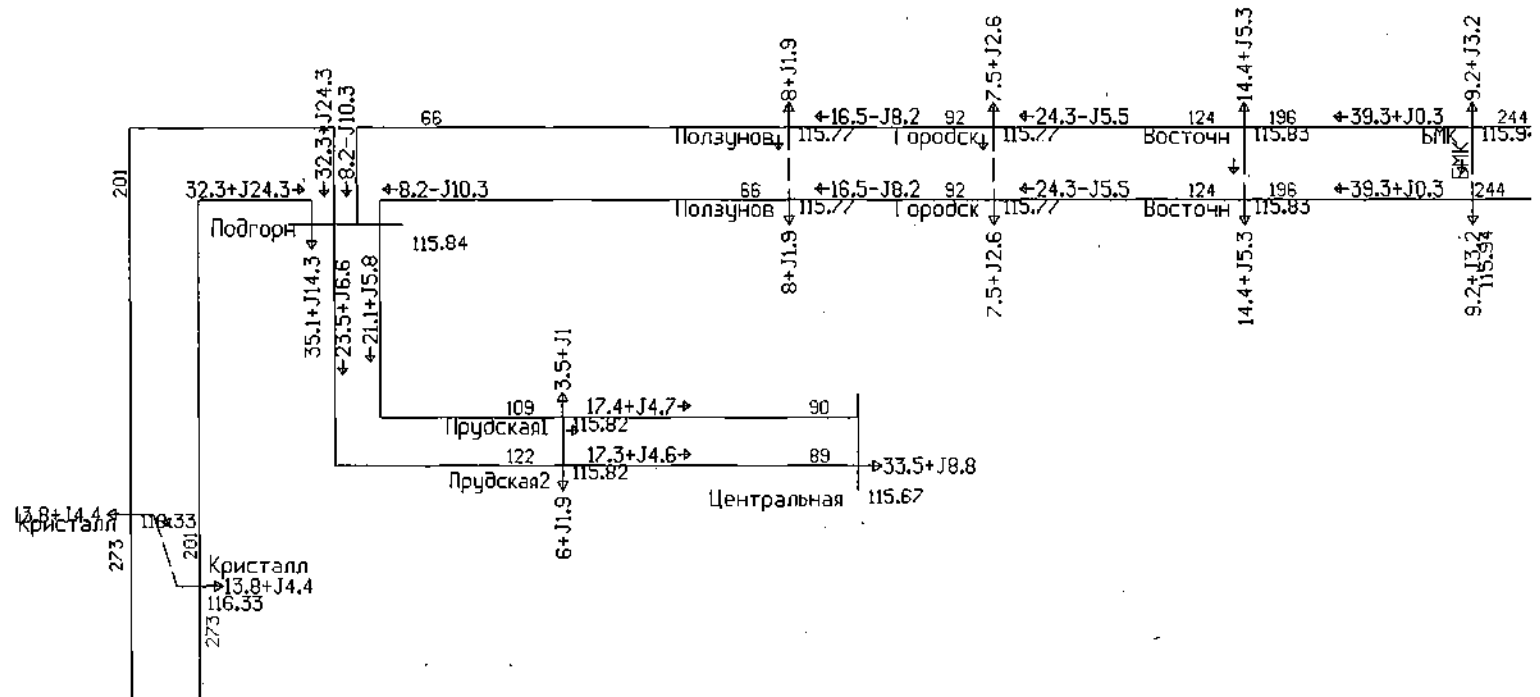 8+J1.9
7.5+J2.6
14.4+J5.3
9.2+J3.2
32.3+J24.3
8.2-J10.3
66
16.5-J8.2
92
24.3-J5.5
124
196
39.3+J0.3
244
Ползунов
115.77
Городск
115.77
Восточн
115.83
БМК
115.94
БМК
201
32.3+J24.3
8.2-J10.3
66
16.5-J8.2
92
24.3-J5.5
124
196
39.3+J0.3
244
Ползунов
115.77
Городск
115.77
Восточн
115.83
Подгорн
115.84
8+J1.9
7.5+J2.6
14.4+J5.3
9.2+J3.2
115.94
35.1+J14.3
23.5+J6.6
21.1+J5.8
3.5+J1
109
17.4+J4.7
90
Прудская1
115.82
122
17.3+J4.6
89
33.5+J8.8
Прудская2
115.82
Центральная
115.67
6+J1.9
13.8+J4.4
Кристалл
116.33
273
201
Кристалл
13.8+J4.4
116.33
273